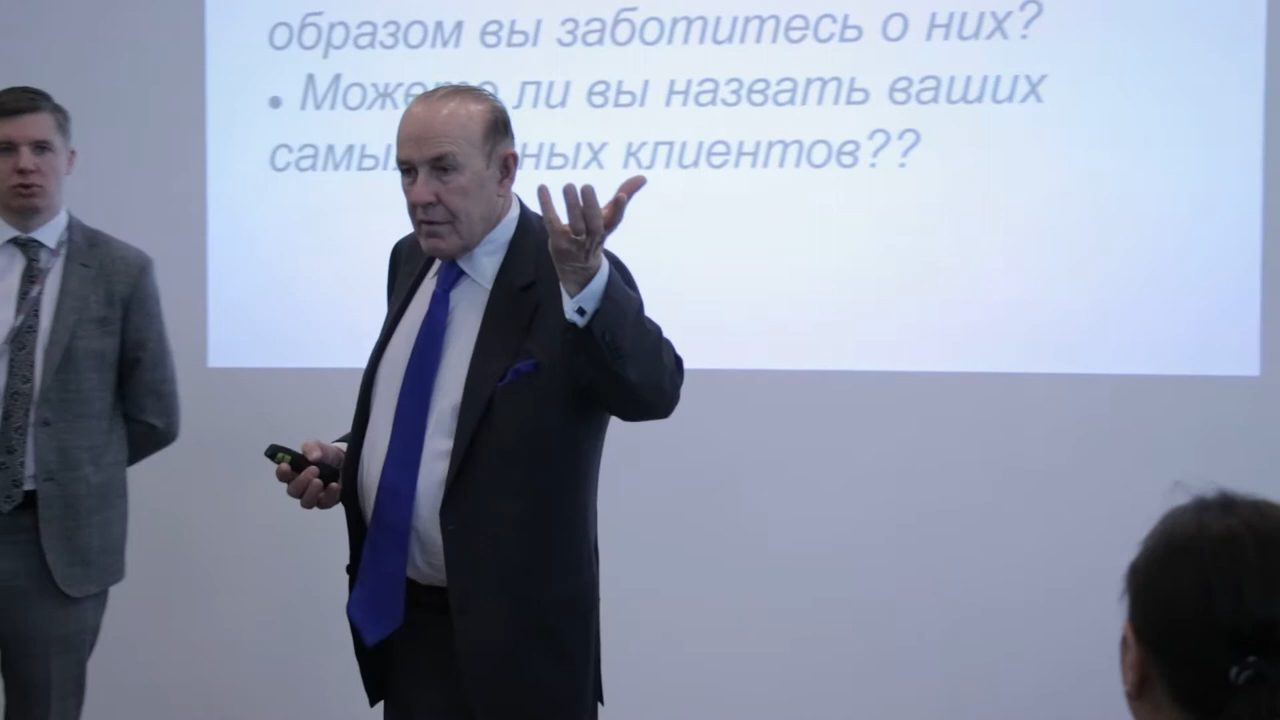 образом вы заботитесь о них?
• Можете ли вы назвать ваших
клиентов??